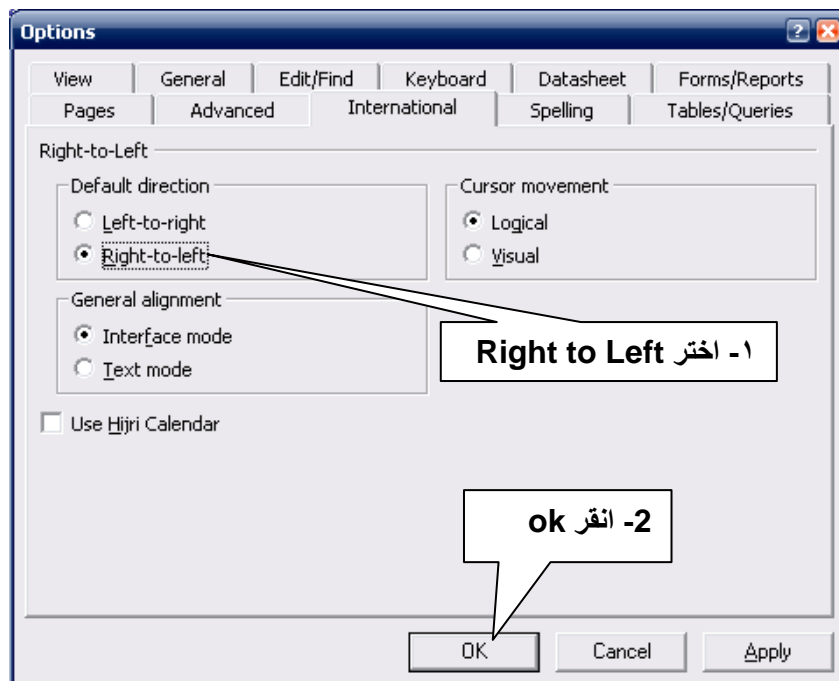 Options
View General Edit/Find Keyboard Datasheet Forms/Reports
Pages Advanced International Spelling Tables/Queries
Right-to-Left
Default direction
Left-to-right
Right-to-left
Cursor movement
Logical
Visual
General alignment
Interface mode
Text mode
١- اختر Right to Left
Use Hijri Calendar
2- انقر ok
OK Cancel Apply